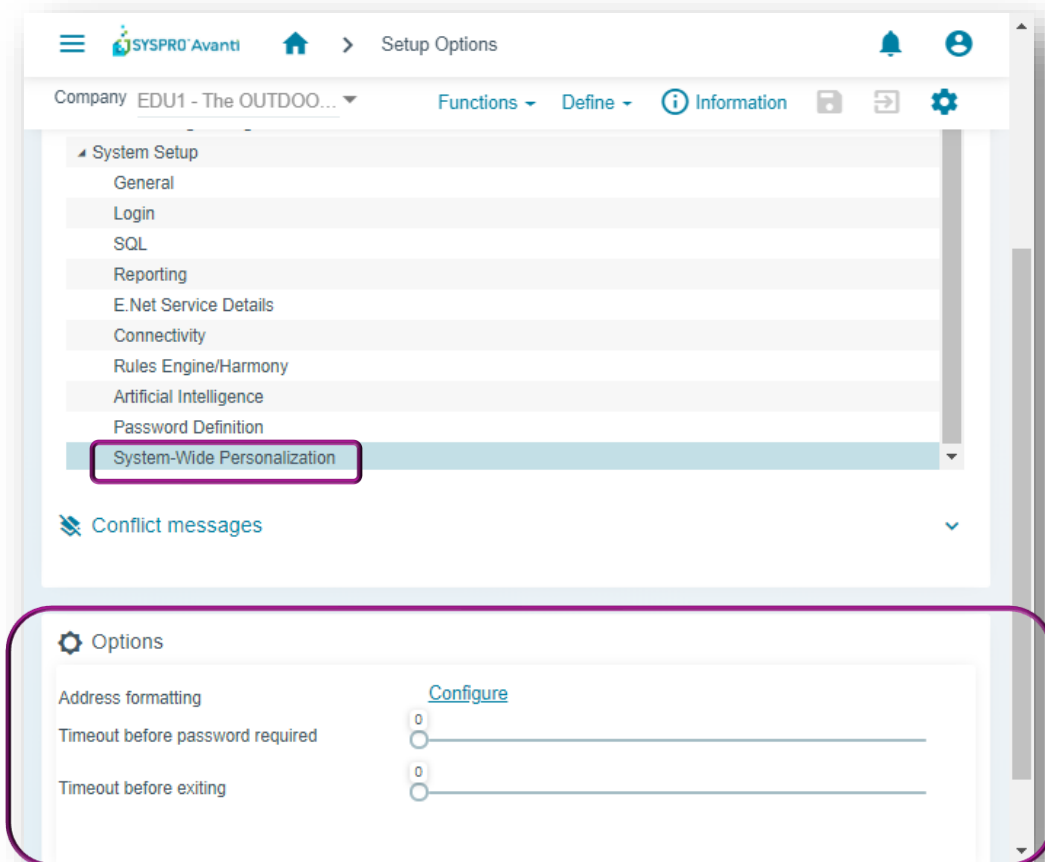 SYSPRO Avanti > Setup Options
Company EDU1 - The OUTDOO... Functions Define Information
System Setup
General
Login
SQL
Reporting
E.Net Service Details
Connectivity
Rules Engine/Harmony
Artificial Intelligence
Password Definition
System-Wide Personalization
Conflict messages
Options
Address formatting Configure
0
Timeout before password required
0
Timeout before exiting